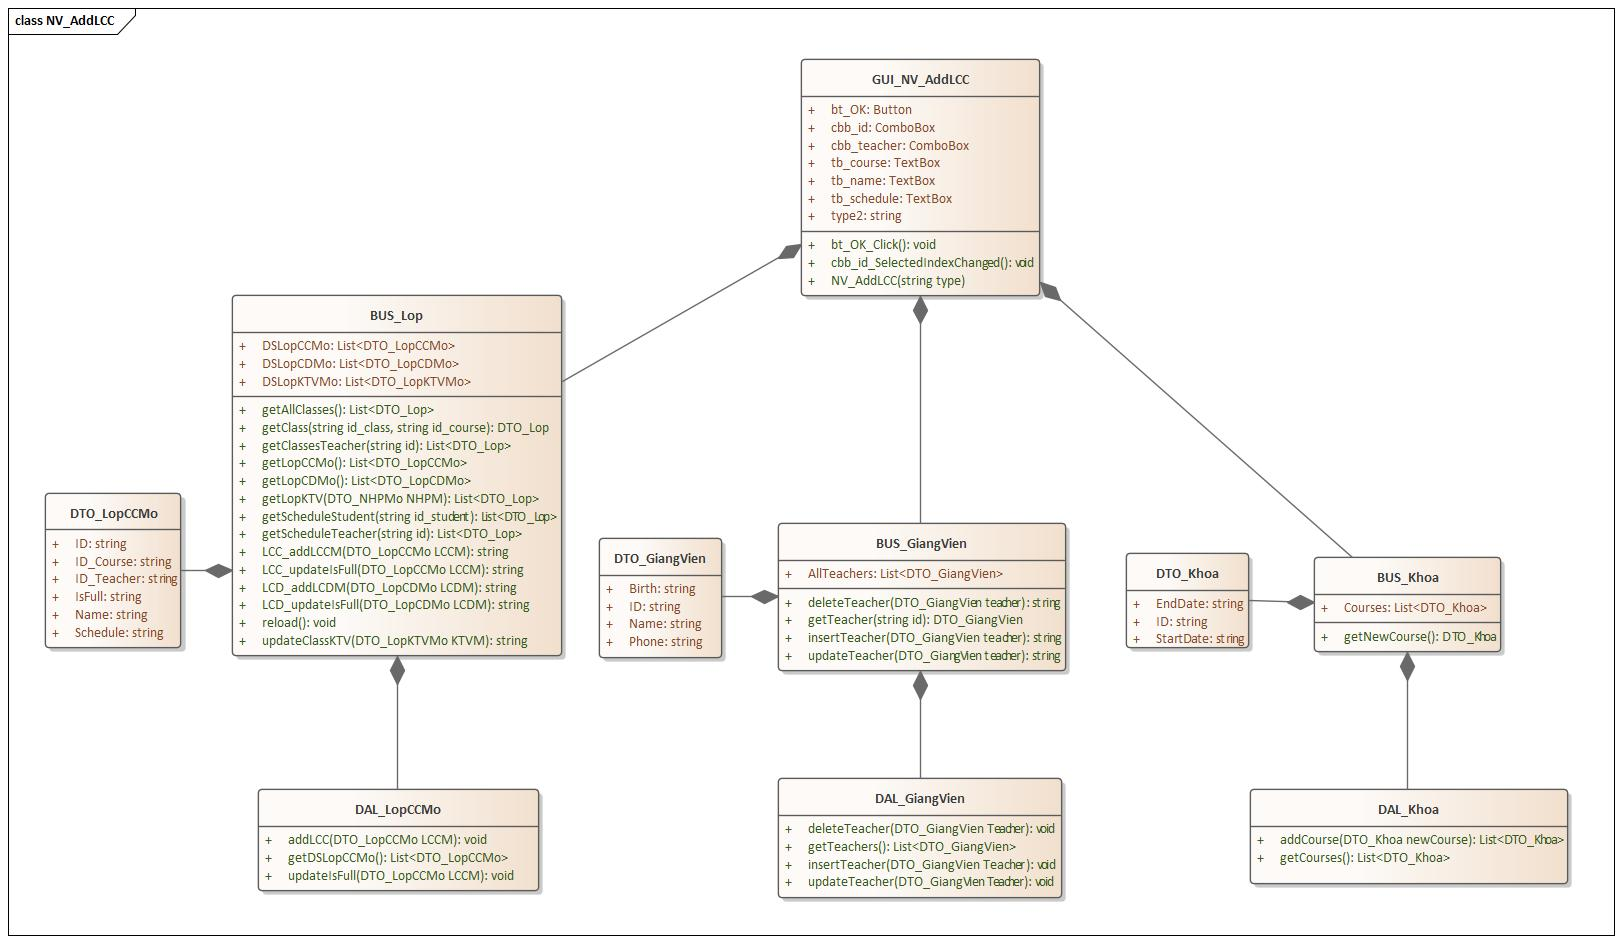 class NV_AddLCC
GUI_NV_AddLCC
+ bt_OK: Button
+ cbb_id: ComboBox
+ cbb_teacher: ComboBox
+ tb_course: TextBox
+ tb_name: TextBox
+ tb_schedule: TextBox
+ type2: string
+ bt_OK_Click(): void
+ cbb_id_SelectedIndexChanged(): void
+ NV_AddLCC(string type)
BUS_Lop
+ DSLopCCMo: List<DTO_LopCCMo>
+ DSLopCDMo: List<DTO_LopCDMo>
+ DSLopKTVMo: List<DTO_LopKTVMo>
+ getAllClasses(): List<DTO_Lop>
+ getClass(string id_class, string id_course): DTO_Lop
+ getClassesTeacher(string id): List<DTO_Lop>
+ getLopCCMo(): List<DTO_LopCCMo>
+ getLopCDMo(): List<DTO_LopCDMo>
+ getLopKTV(DTO_NHPMo NHPM): List<DTO_Lop>
+ getScheduleStudent(string id_student): List<DTO_Lop>
+ getScheduleTeacher(string id): List<DTO_Lop>
+ LCC_addLCCM(DTO_LopCCMo LCCM): string
+ LCC_updateIsFull(DTO_LopCCMo LCCM): string
+ LCD_addLCDM(DTO_LopCDMo LCDM): string
+ LCD_updateIsFull(DTO_LopCDMo LCDM): string
+ reload(): void
+ updateClassKTV(DTO_LopKTVMo KTVM): string
DTO_LopCCMo
+ ID: string
+ ID_Course: string
+ ID_Teacher: string
+ IsFull: string
+ Name: string
+ Schedule: string
DTO_GiangVien
+ Birth: string
+ ID: string
+ Name: string
+ Phone: string
BUS_GiangVien
+ AllTeachers: List<DTO_GiangVien>
+ deleteTeacher(DTO_GiangVien teacher): string
+ getTeacher(string id): DTO_GiangVien
+ insertTeacher(DTO_GiangVien teacher): string
+ updateTeacher(DTO_GiangVien teacher): string
DTO_Khoa
+ EndDate: string
+ ID: string
+ StartDate: string
BUS_Khoa
+ Courses: List<DTO_Khoa>
+ getNewCourse(): DTO_Khoa
DAL_LopCCMo
+ addLCC(DTO_LopCCMo LCCM): void
+ getDSLopCCMo(): List<DTO_LopCCMo>
+ updateIsFull(DTO_LopCCMo LCCM): void
DAL_GiangVien
+ deleteTeacher(DTO_GiangVien Teacher): void
+ getTeachers(): List<DTO_GiangVien>
+ insertTeacher(DTO_GiangVien Teacher): void
+ updateTeacher(DTO_GiangVien Teacher): void
DAL_Khoa
+ addCourse(DTO_Khoa newCourse): List<DTO_Khoa>
+ getCourses(): List<DTO_Khoa>